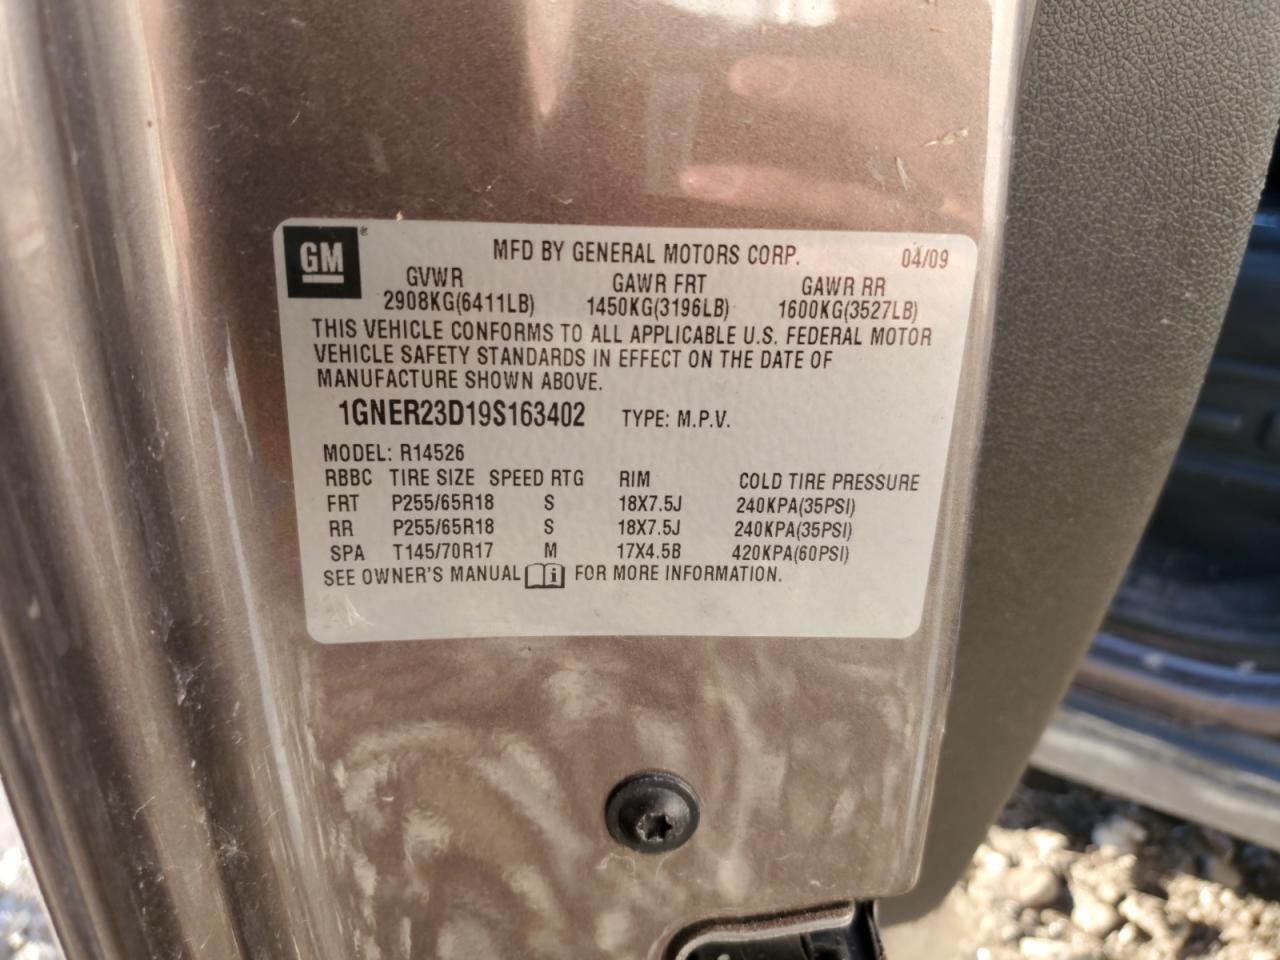 GM®
MFD BY GENERAL MOTORS CORP. 04/09
GVWR GAWR FRT GAWR RR
2908KG(6411LB) 1450KG(3196LB) 1600KG(3527LB)
THIS VEHICLE CONFORMS TO ALL APPLICABLE U.S. FEDERAL MOTOR
VEHICLE SAFETY STANDARDS IN EFFECT ON THE DATE OF
MANUFACTURE SHOWN ABOVE.
1GNER23D19S163402 TYPE: M.P.V.
MODEL: R14526
RBBC TIRE SIZE SPEED RTG RIM COLD TIRE PRESSURE
FRT P255/65R18 S 18X7.5J 240KPA(35PSI)
RR P255/65R18 S 18X7.5J 240KPA(35PSI)
SPA T145/70R17 M 17X4.5B 420KPA(60PSI)
SEE OWNER'S MANUAL i FOR MORE INFORMATION.